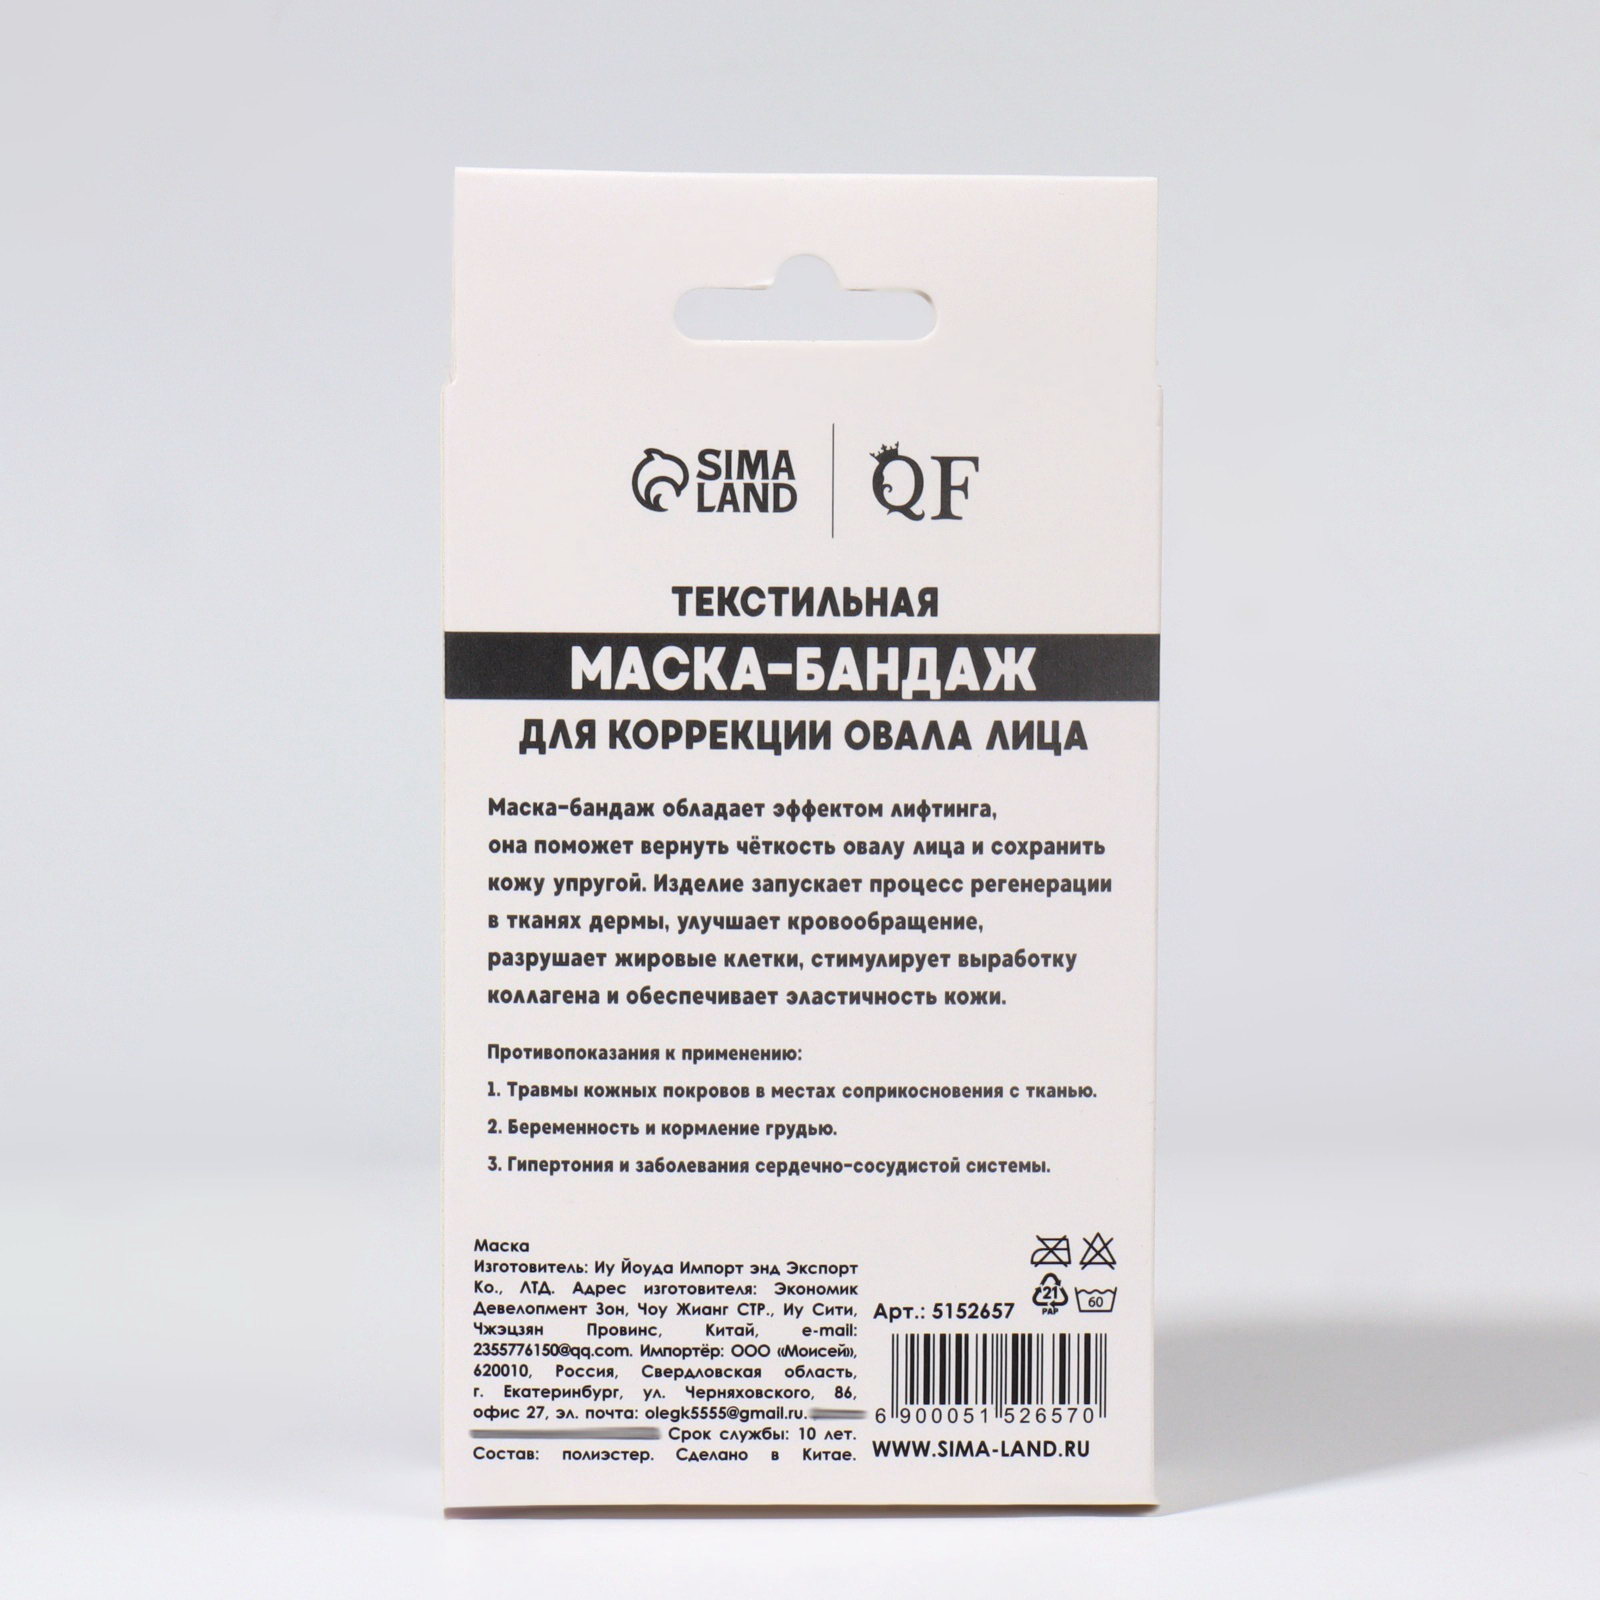 SIMA
LAND
QF
ТЕКСТИЛЬНАЯ
МАСКА-БАНДАЖ
ДЛЯ КОРРЕКЦИИ ОВАЛА ЛИЦА
Маска-бандаж обладает эффектом лифтинга,
она поможет вернуть чёткость овалу лица и сохранить
кожу упругой. Изделие запускает процесс регенерации
в тканях дермы, улучшает кровообращение,
разрушает жировые клетки, стимулирует выработку
коллагена и обеспечивает эластичность кожи.
Противопоказания к применению:
1. Травмы кожных покровов в местах соприкосновения с тканью.
2. Беременность и кормление грудью.
3. Гипертония и заболевания сердечно-сосудистой системы.
Маска
Изготовитель: Иу Йоуда Импорт энд Экспорт
Ко., ЛТД. Адрес изготовителя: Экономик
Девелопмент Зон, Чоу Жианг СТР., Иу Сити,
Чжэцзян Провинс, Китай, e-mail:
2355776150@qq.com. Импортёр: ООО «Моисей»,
620010, Россия, Свердловская область,
г. Екатеринбург, ул. Черняховского, 86,
офис 27, эл. почта: olegk5555@gmail.ru.
Срок службы: 10 лет.
Состав: полиэстер. Сделано в Китае.
21
PAP
60
Арт.: 5152657
6 900051 526570
WWW.SIMA-LAND.RU